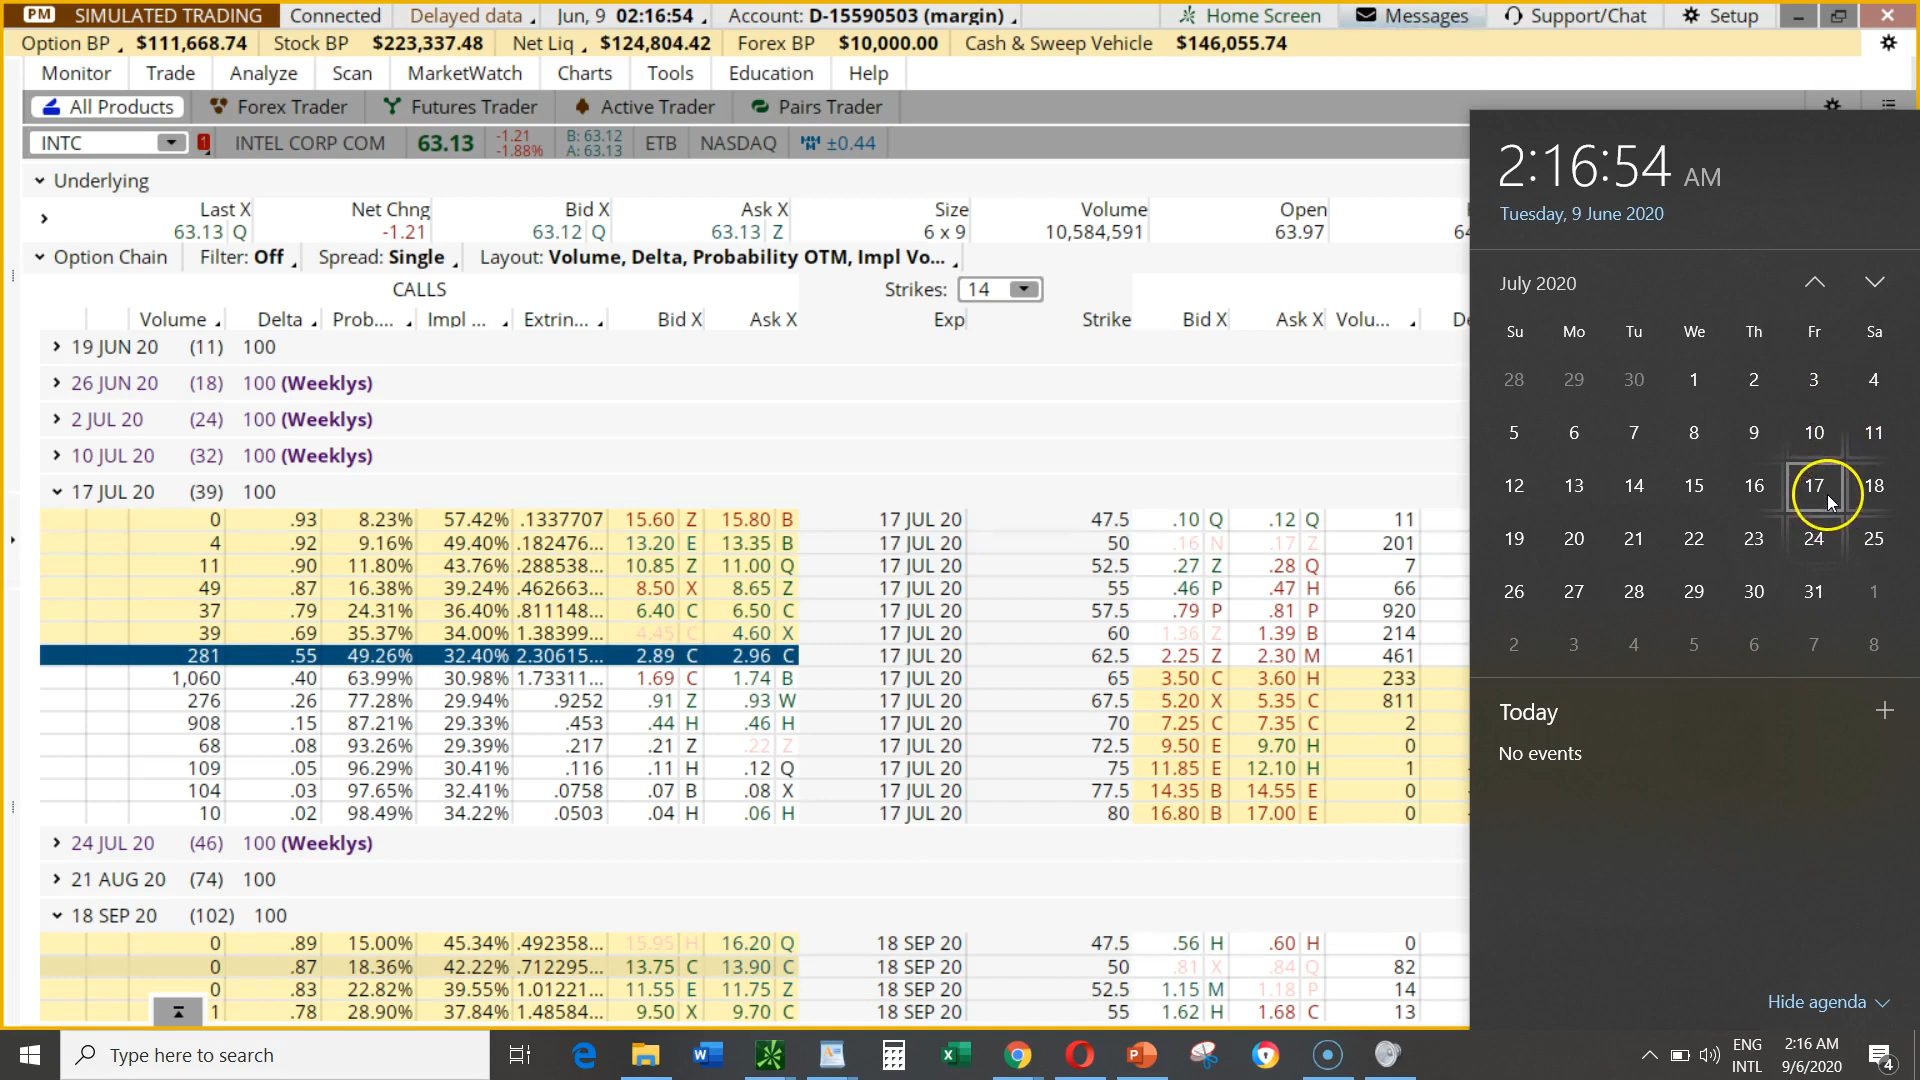 PM SIMULATED TRADING Connected Delayed data Jun, 9 02:16:54 Account: D-15590503 (margin) Home Screen Messages Support/Chat Setup
Option BP $111,668.74 Stock BP $223,337.48 Net Liq $124,804.42 Forex BP $10,000.00 Cash & Sweep Vehicle $146,055.74
Monitor Trade Analyze Scan MarketWatch Charts Tools Education Help
All Products Forex Trader Futures Trader Active Trader Pairs Trader
INTC 1 INTEL CORP COM 63.13 -1.21 -1.88% B: 63.12 A: 63.13 ETB NASDAQ ±0.44
Underlying
Last X Net Chng Bid X Ask X Size Volume Open
63.13 Q -1.21 63.12 Q 63.13 Z 6 x 9 10,584,591 63.97
Option Chain Filter: Off Spread: Single Layout: Volume, Delta, Probability OTM, Impl Vo...
CALLS Strikes: 14
Volume Delta Prob.... Impl ... Extrin... Bid X Ask X Exp Strike Bid X Ask X Volu...
19 JUN 20 (11) 100
26 JUN 20 (18) 100 (Weeklys)
2 JUL 20 (24) 100 (Weeklys)
10 JUL 20 (32) 100 (Weeklys)
17 JUL 20 (39) 100
0 .93 8.23% 57.42% .1337707 15.60 Z 15.80 B 17 JUL 20 47.5 .10 Q .12 Q 11
4 .92 9.16% 49.40% .182476... 13.20 E 13.35 B 17 JUL 20 50 .16 N .17 Z 201
11 .90 11.80% 43.76% .288538... 10.85 Z 11.00 Q 17 JUL 20 52.5 .27 Z .28 Q 7
49 .87 16.38% 39.24% .462663... 8.50 X 8.65 Z 17 JUL 20 55 .46 P .47 H 66
37 .79 24.31% 36.40% .811148... 6.40 C 6.50 C 17 JUL 20 57.5 .79 P .81 P 920
39 .69 35.37% 34.00% 1.38399... 4.45 C 4.60 X 17 JUL 20 60 1.36 Z 1.39 B 214
281 .55 49.26% 32.40% 2.30615... 2.89 C 2.96 C 17 JUL 20 62.5 2.25 Z 2.30 M 461
1,060 .40 63.99% 30.98% 1.73311... 1.69 C 1.74 B 17 JUL 20 65 3.50 C 3.60 H 233
276 .26 77.28% 29.94% .9252 .91 Z .93 W 17 JUL 20 67.5 5.20 X 5.35 C 811
908 .15 87.21% 29.33% .453 .44 H .46 H 17 JUL 20 70 7.25 C 7.35 C 2
68 .08 93.26% 29.39% .217 .21 Z .22 Z 17 JUL 20 72.5 9.50 E 9.70 H 0
109 .05 96.29% 30.41% .116 .11 H .12 Q 17 JUL 20 75 11.85 E 12.10 H 1
104 .03 97.65% 32.41% .0758 .07 B .08 X 17 JUL 20 77.5 14.35 B 14.55 E 0
10 .02 98.49% 34.22% .0503 .04 H .06 H 17 JUL 20 80 16.80 B 17.00 E 0
24 JUL 20 (46) 100 (Weeklys)
21 AUG 20 (74) 100
18 SEP 20 (102) 100
0 .89 15.00% 45.34% .492358... 15.95 H 16.20 Q 18 SEP 20 47.5 .56 H .60 H 0
0 .87 18.36% 42.22% .712295... 13.75 C 13.90 C 18 SEP 20 50 .81 X .84 Q 82
0 .83 22.82% 39.55% 1.01221... 11.55 E 11.75 Z 18 SEP 20 52.5 1.15 M 1.18 P 14
1 .78 28.90% 37.84% 1.48584... 9.50 X 9.70 C 18 SEP 20 55 1.62 H 1.68 C 13
2:16:54 AM
Tuesday, 9 June 2020
July 2020
Su Mo Tu We Th Fr Sa
28 29 30 1 2 3 4
5 6 7 8 9 10 11
12 13 14 15 16 17 18
19 20 21 22 23 24 25
26 27 28 29 30 31 1
2 3 4 5 6 7 8
Today
No events
Hide agenda
Type here to search
ENG
INTL
2:16 AM
9/6/2020
4